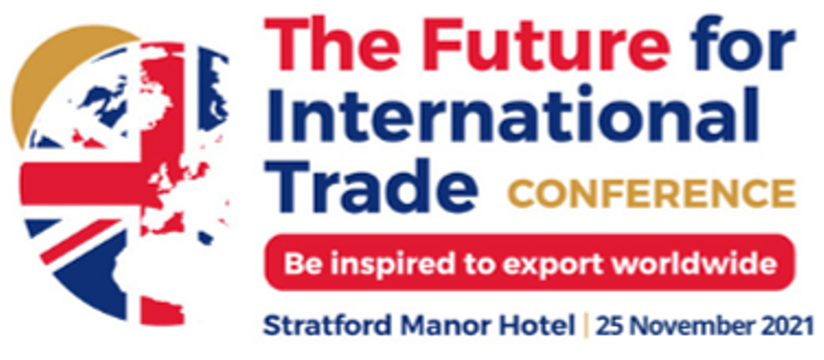 The Future for
International
Trade CONFERENCE
Be inspired to export worldwide
Stratford Manor Hotel | 25 November 2021